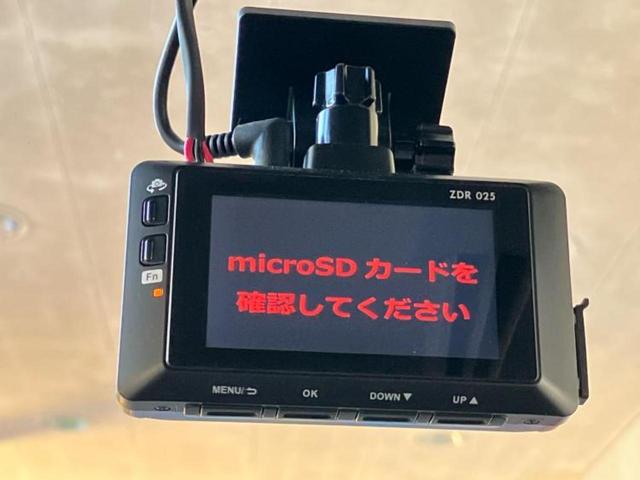 ZDR 025
microSD カードを
確認してください
Fn
MENU/⮌ OK DOWN ▼ UP ▲